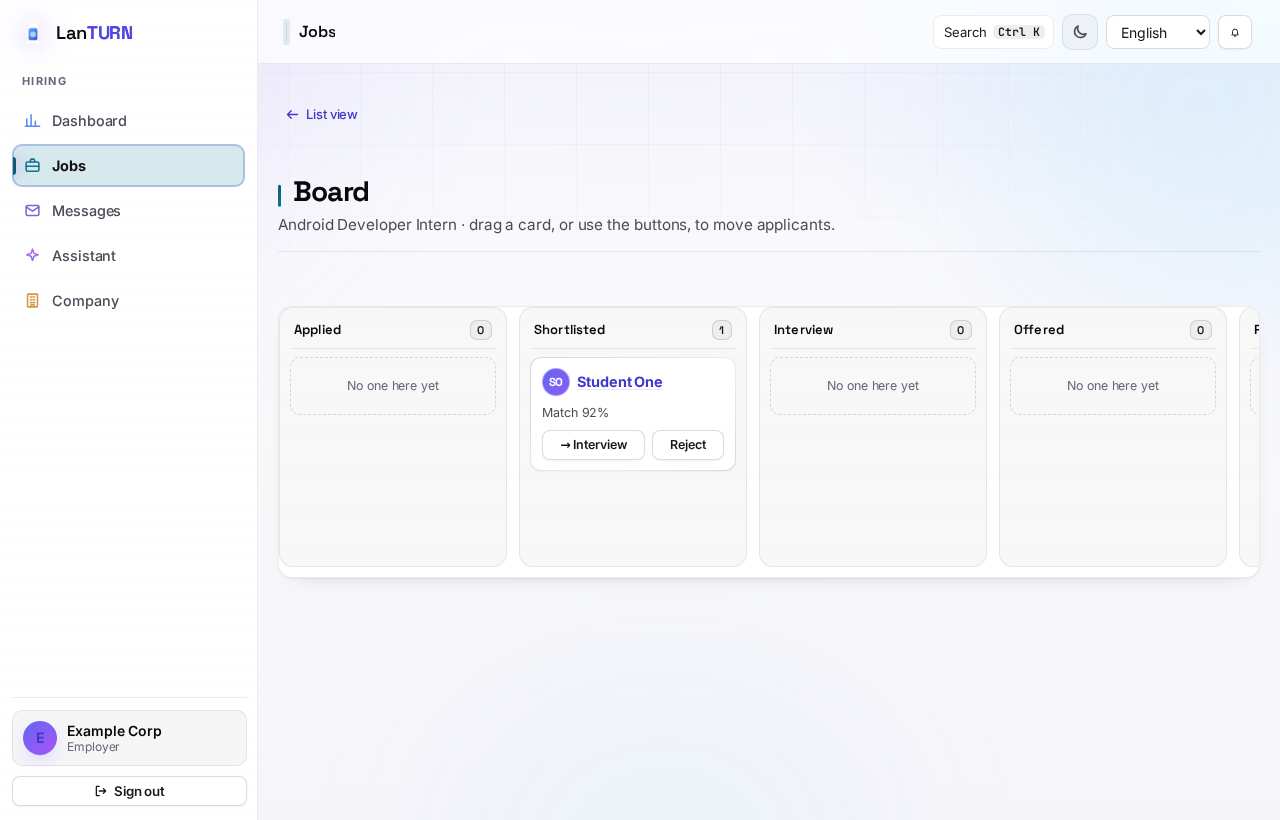 LanTURN
HIRING
Dashboard
Jobs
Messages
Assistant
Company
E
Example Corp
Employer
Sign out
Jobs
Search Ctrl K
English
← List view
Board
Android Developer Intern · drag a card, or use the buttons, to move applicants.
Applied 0
No one here yet
Shortlisted 1
SO Student One
Match 92%
→ Interview
Reject
Interview 0
No one here yet
Offered 0
No one here yet